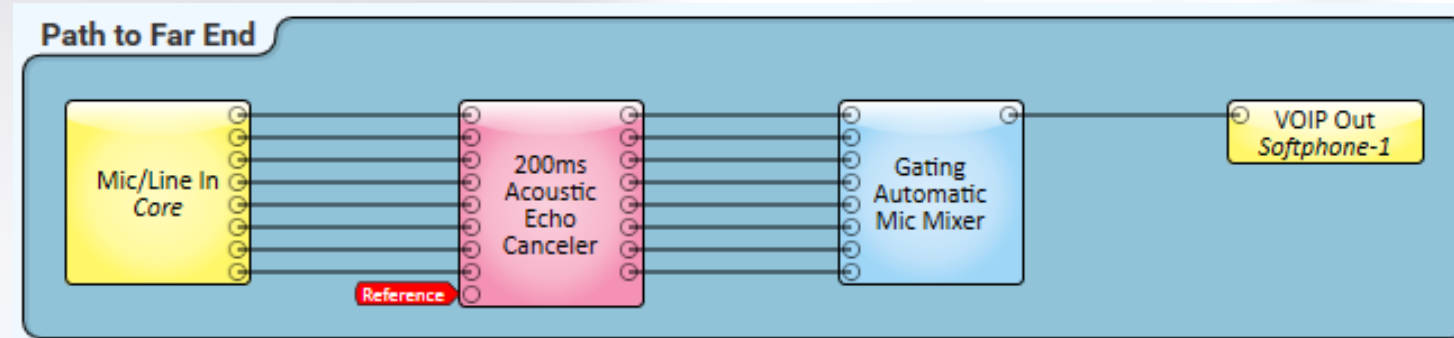 Path to Far End
Mic/Line In
Core
200ms
Acoustic
Echo
Canceler
Reference
Gating
Automatic
Mic Mixer
VOIP Out
Softphone-1